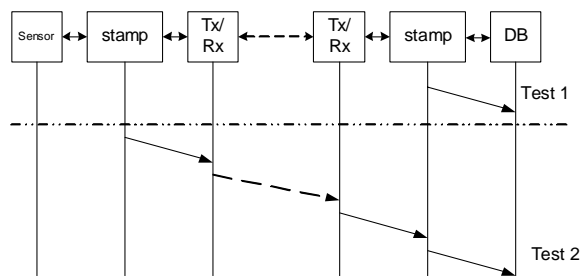 Sensor
stamp
Tx/
Rx
Tx/
Rx
stamp
DB
Test 1
Test 2